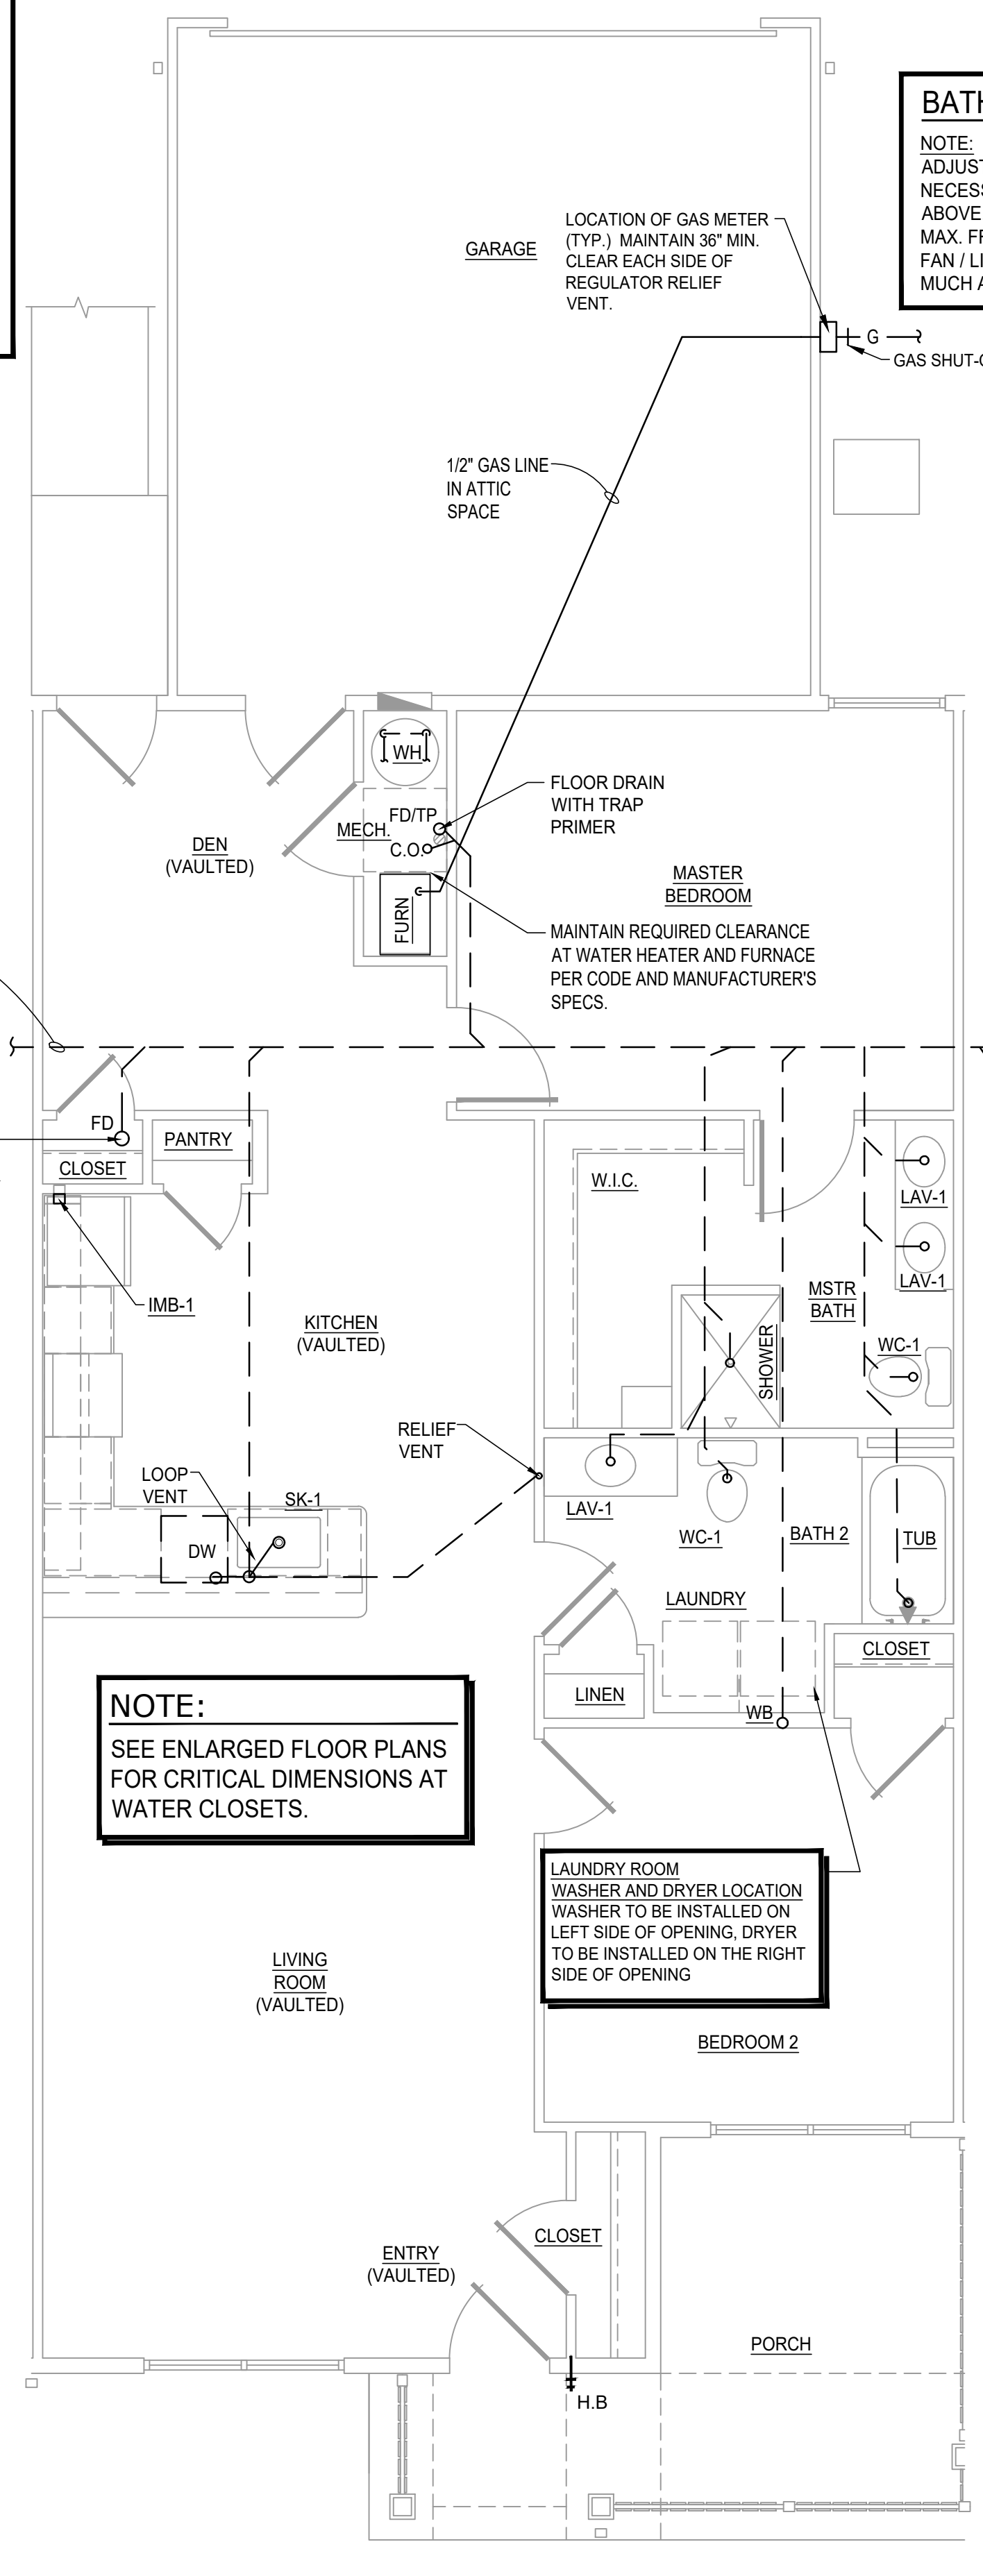 BATH
NOTE:
ADJUST
NECESS
ABOVE
MAX. F
FAN / LI
MUCH A
LOCATION OF GAS METER
(TYP.) MAINTAIN 36" MIN.
CLEAR EACH SIDE OF
REGULATOR RELIEF
VENT.
GARAGE
G
GAS SHUT-O
1/2" GAS LINE
IN ATTIC
SPACE
WH
FLOOR DRAIN
WITH TRAP
PRIMER
FD/TP
MECH.
C.O.
DEN
(VAULTED)
MASTER
BEDROOM
FURN
MAINTAIN REQUIRED CLEARANCE
AT WATER HEATER AND FURNACE
PER CODE AND MANUFACTURER'S
SPECS.
FD
PANTRY
CLOSET
W.I.C.
LAV-1
LAV-1
IMB-1
KITCHEN
(VAULTED)
MSTR
BATH
SHOWER
WC-1
RELIEF
VENT
LOOP
VENT
SK-1
LAV-1
DW
WC-1
BATH 2
TUB
LAUNDRY
CLOSET
LINEN
WB
NOTE:
SEE ENLARGED FLOOR PLANS
FOR CRITICAL DIMENSIONS AT
WATER CLOSETS.
LAUNDRY ROOM
WASHER AND DRYER LOCATION
WASHER TO BE INSTALLED ON
LEFT SIDE OF OPENING, DRYER
TO BE INSTALLED ON THE RIGHT
SIDE OF OPENING
LIVING
ROOM
(VAULTED)
BEDROOM 2
CLOSET
ENTRY
(VAULTED)
PORCH
H.B